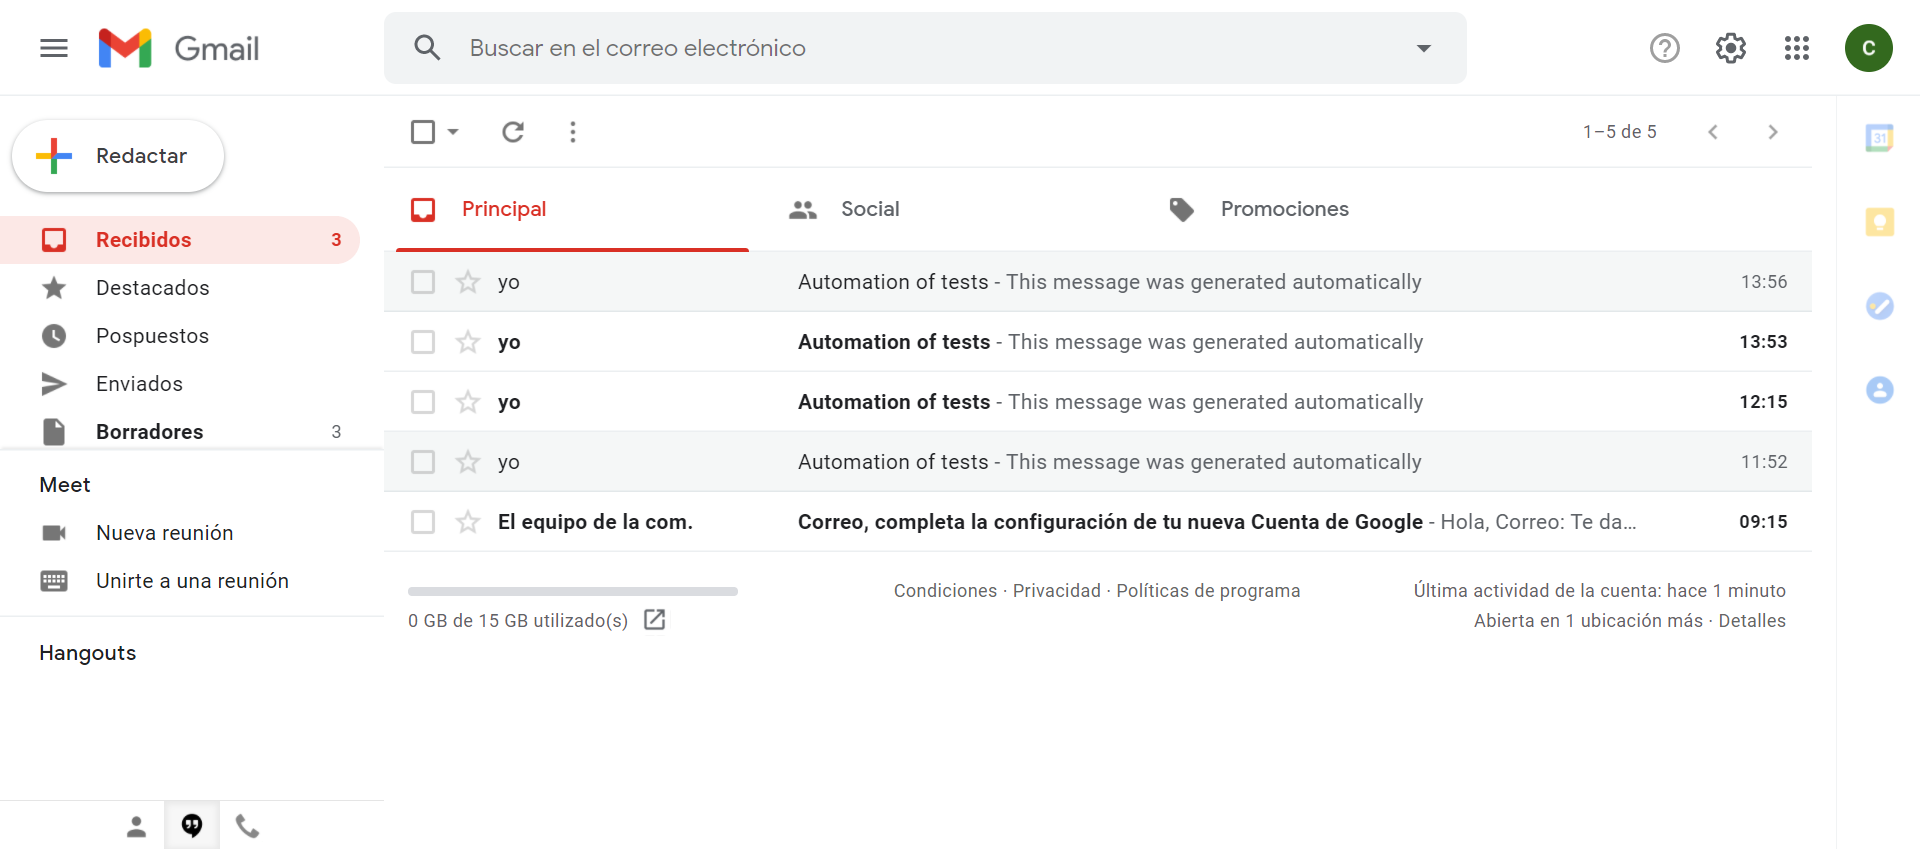 Gmail
Buscar en el correo electrónico
C
Redactar
1–5 de 5
31
Principal
Social
Promociones
Recibidos 3
Destacados
Pospuestos
Enviados
Borradores 3
yo Automation of tests - This message was generated automatically 13:56
yo Automation of tests - This message was generated automatically 13:53
yo Automation of tests - This message was generated automatically 12:15
yo Automation of tests - This message was generated automatically 11:52
El equipo de la com. Correo, completa la configuración de tu nueva Cuenta de Google - Hola, Correo: Te da… 09:15
Meet
Nueva reunión
Unirte a una reunión
Hangouts
0 GB de 15 GB utilizado(s)
Condiciones · Privacidad · Políticas de programa
Última actividad de la cuenta: hace 1 minuto
Abierta en 1 ubicación más · Detalles